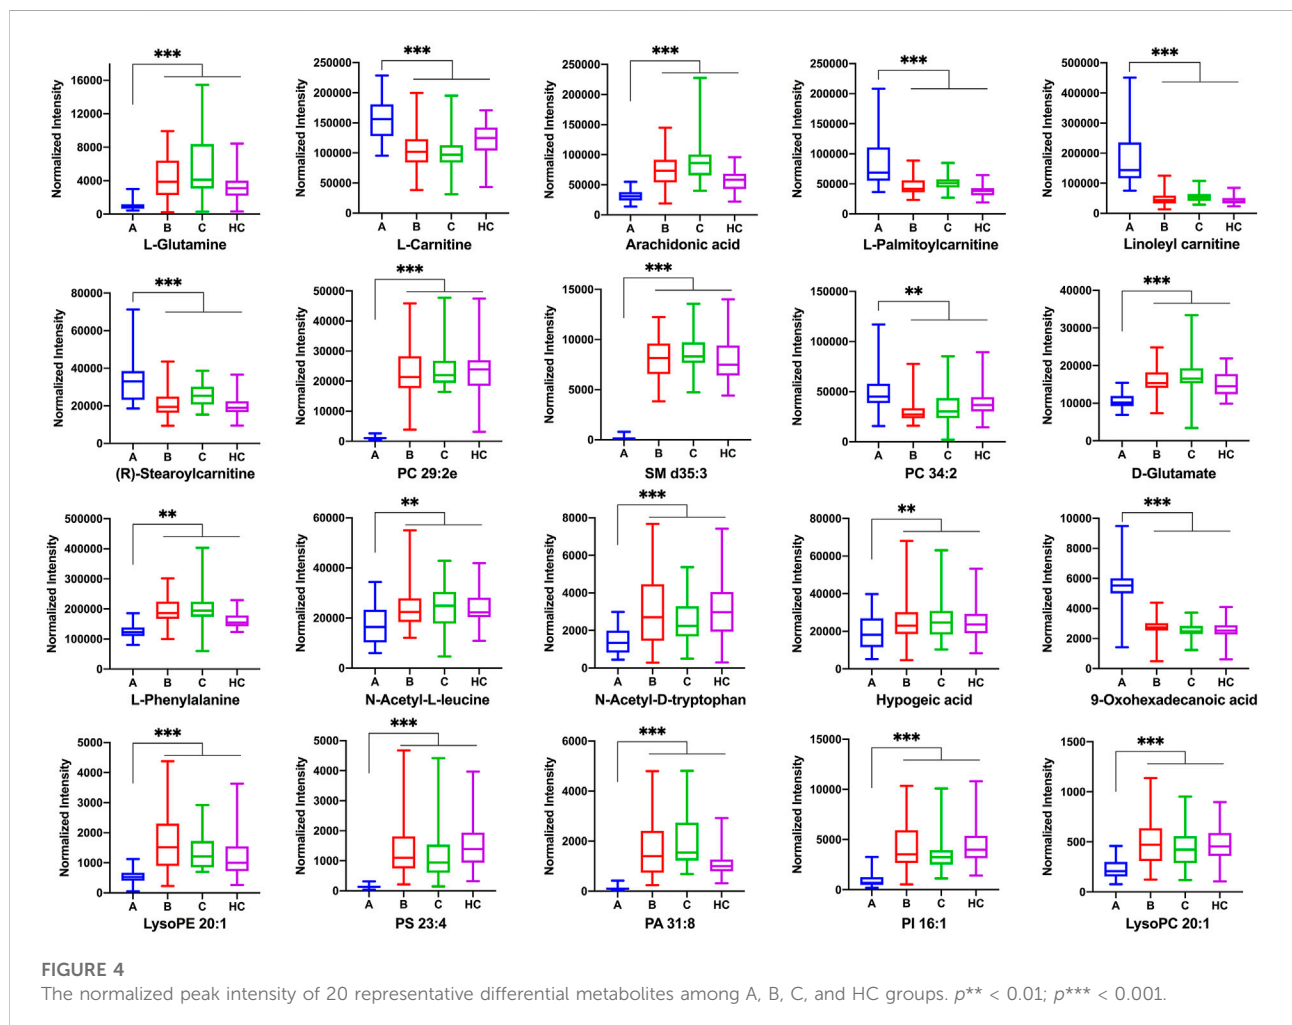 ***
***
***
***
***
Normalized Intensity
16000
12000
8000
4000
0
A B C HC
L-Glutamine
Normalized Intensity
250000
200000
150000
100000
50000
0
A B C HC
L-Carnitine
Normalized Intensity
250000
200000
150000
100000
50000
0
A B C HC
Arachidonic acid
Normalized Intensity
250000
200000
150000
100000
50000
0
A B C HC
L-Palmitoylcarnitine
Normalized Intensity
500000
400000
300000
200000
100000
0
A B C HC
Linoleyl carnitine
***
***
***
**
***
Normalized Intensity
80000
60000
40000
20000
0
A B C HC
(R)-Stearoylcarnitine
Normalized Intensity
50000
40000
30000
20000
10000
0
A B C HC
PC 29:2e
Normalized Intensity
15000
10000
5000
0
A B C HC
SM d35:3
Normalized Intensity
150000
100000
50000
0
A B C HC
PC 34:2
Normalized Intensity
40000
30000
20000
10000
0
A B C HC
D-Glutamate
**
**
***
**
***
Normalized Intensity
500000
400000
300000
200000
100000
0
A B C HC
L-Phenylalanine
Normalized Intensity
60000
40000
20000
0
A B C HC
N-Acetyl-L-leucine
Normalized Intensity
8000
6000
4000
2000
0
A B C HC
N-Acetyl-D-tryptophan
Normalized Intensity
80000
60000
40000
20000
0
A B C HC
Hypogeic acid
Normalized Intensity
10000
8000
6000
4000
2000
0
A B C HC
9-Oxohexadecanoic acid
***
***
***
***
***
Normalized Intensity
5000
4000
3000
2000
1000
0
A B C HC
LysoPE 20:1
Normalized Intensity
5000
4000
3000
2000
1000
0
A B C HC
PS 23:4
Normalized Intensity
6000
4000
2000
0
A B C HC
PA 31:8
Normalized Intensity
15000
10000
5000
0
A B C HC
PI 16:1
Normalized Intensity
1500
1000
500
0
A B C HC
LysoPC 20:1
FIGURE 4
The normalized peak intensity of 20 representative differential metabolites among A, B, C, and HC groups. p** < 0.01; p*** < 0.001.